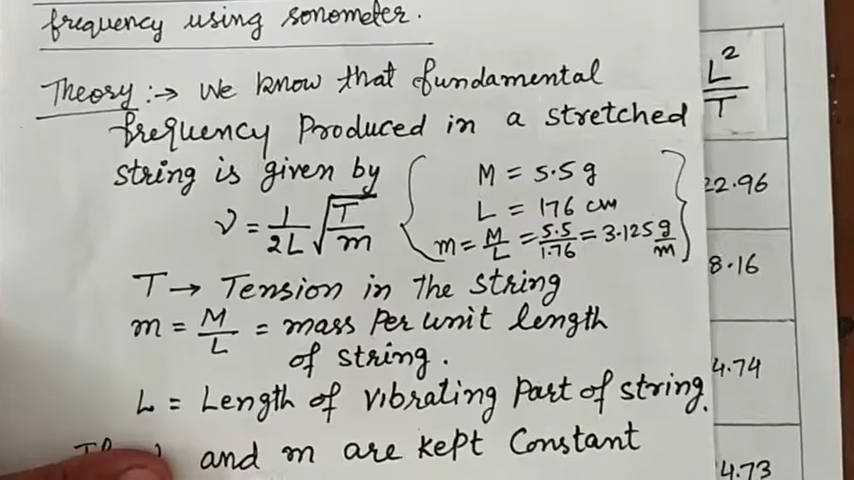 frequency using sonometer.
Theory :→ We know that fundamental
frequency Produced in a stretched
string is given by
ν = 1/2L √T/m
M = 5.5 g
L = 176 cm
m = M/L = 5.5/1.76 = 3.125 g/m
T → Tension in the string
m = M/L = mass Per unit length
of string.
L = Length of vibrating Part of string.
and m are kept Constant
L²/T
22.96
8.16
4.74
4.73